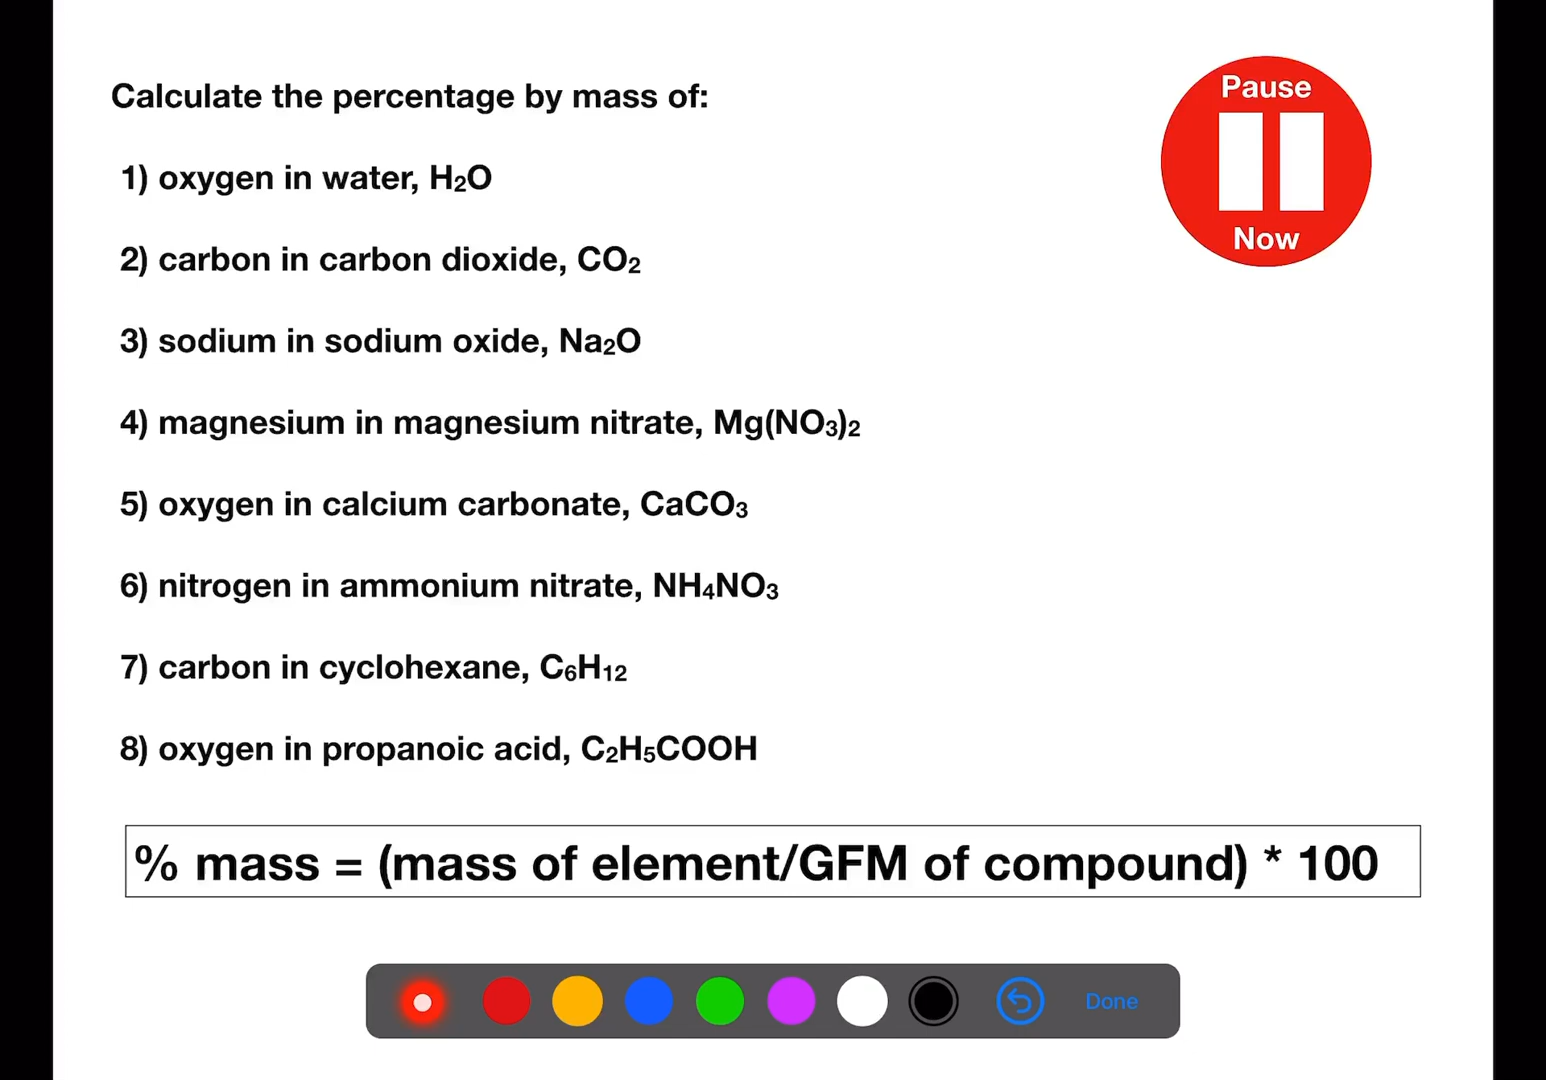 Calculate the percentage by mass of:
Pause
Now
1) oxygen in water, H₂O
2) carbon in carbon dioxide, CO₂
3) sodium in sodium oxide, Na₂O
4) magnesium in magnesium nitrate, Mg(NO₃)₂
5) oxygen in calcium carbonate, CaCO₃
6) nitrogen in ammonium nitrate, NH₄NO₃
7) carbon in cyclohexane, C₆H₁₂
8) oxygen in propanoic acid, C₂H₅COOH
% mass = (mass of element/GFM of compound) * 100
Done